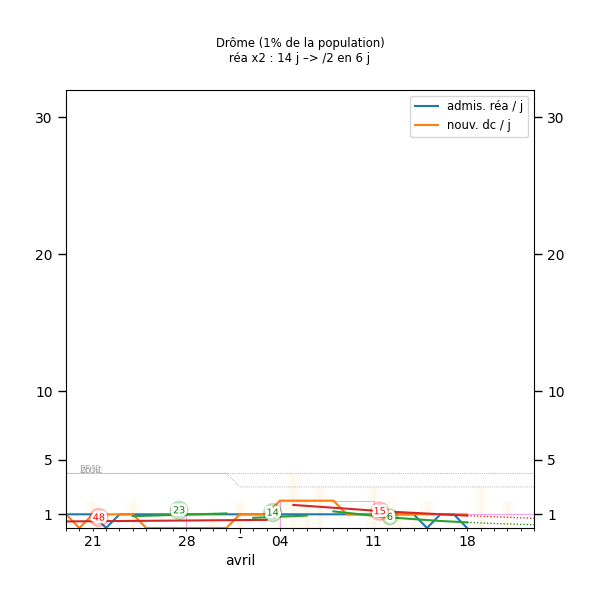 Drôme (1% de la population)
réa x2 : 14 j –> /2 en 6 j
admis. réa / j
nouv. dc / j
30 30
20 20
10 10
5 5
25%
1 1
48 23 14 15 6
21 28 - 04 11 18
avril